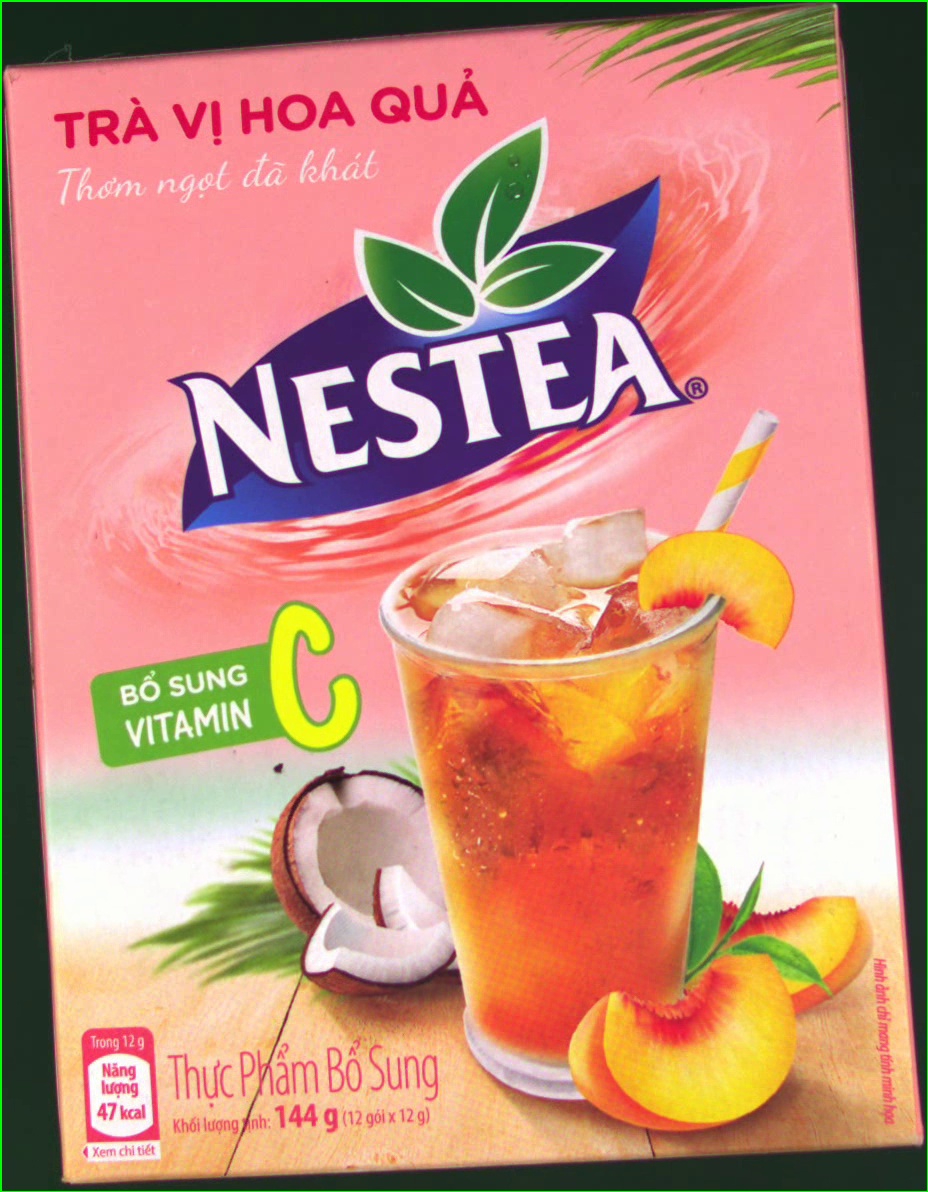 TRÀ VỊ HOA QUẢ
Thơm ngọt đã khát
NESTEA®
BỔ SUNG
VITAMIN C
Hình ảnh chỉ mang tính minh họa
Trong 12 g
Năng
lượng
47 kcal
Xem chi tiết
Thực Phẩm Bổ Sung
Khối lượng tịnh: 144 g (12 gói x 12 g)